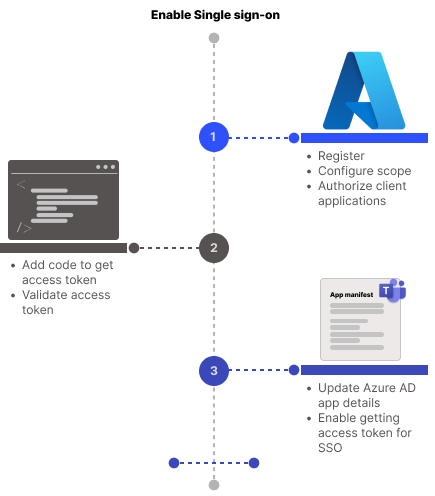 Enable Single sign-on
1
• Register
• Configure scope
• Authorize client
applications
< 
/>
2
• Add code to get
access token
• Validate access
token
App manifest
T
3
• Update Azure AD
app details
• Enable getting
access token for
SSO